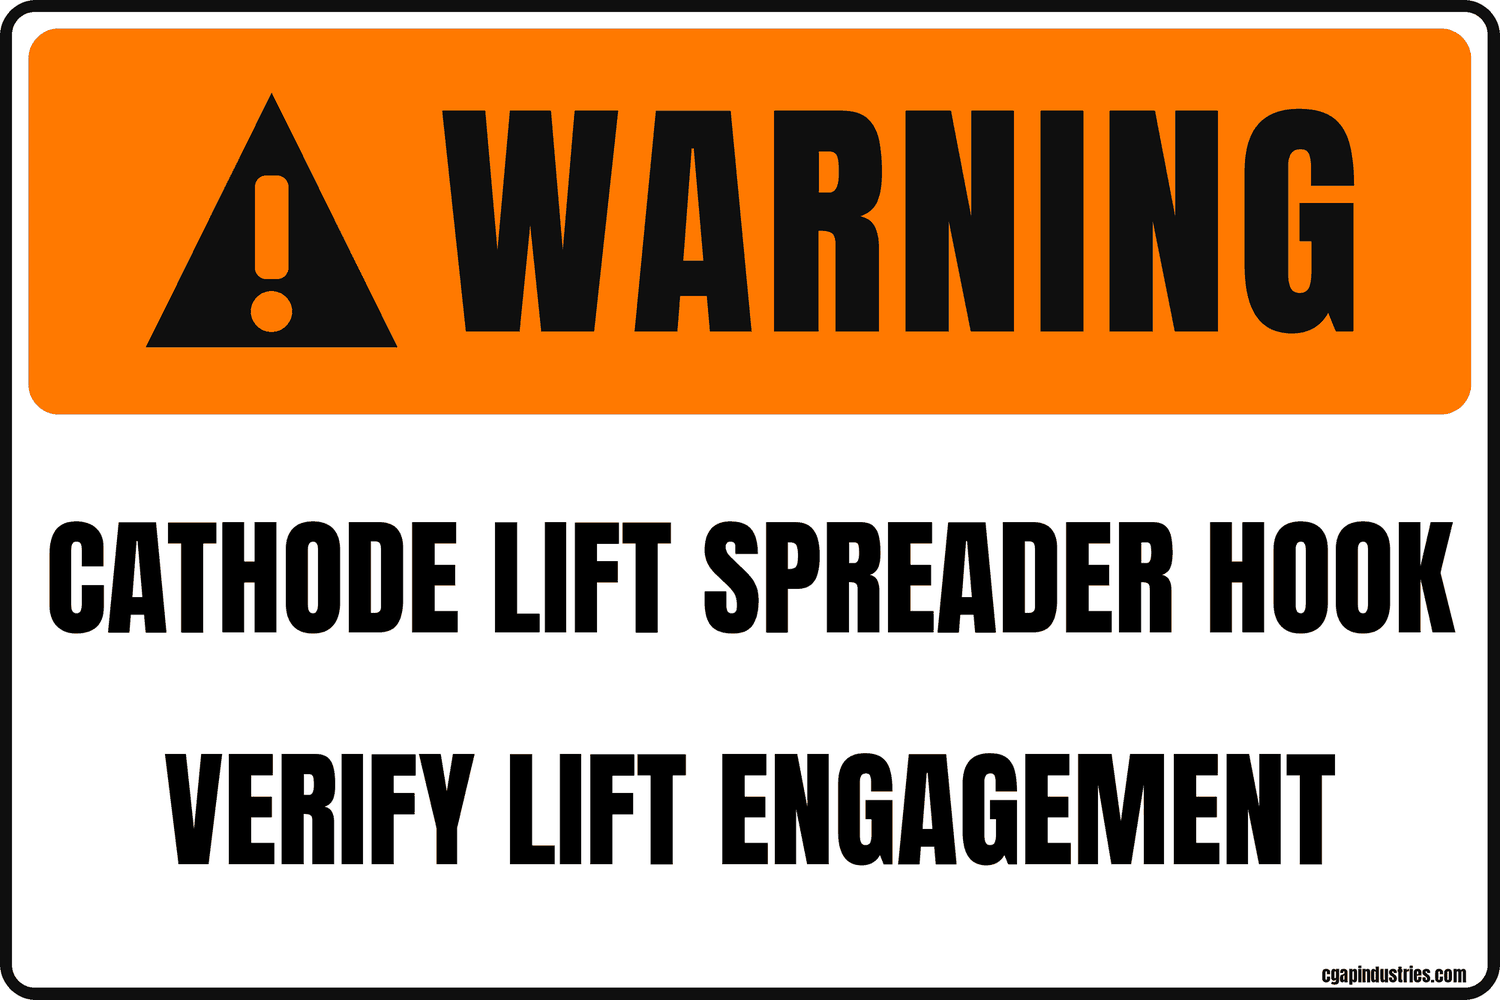 WARNING
CATHODE LIFT SPREADER HOOK
VERIFY LIFT ENGAGEMENT
cgapindustries.com